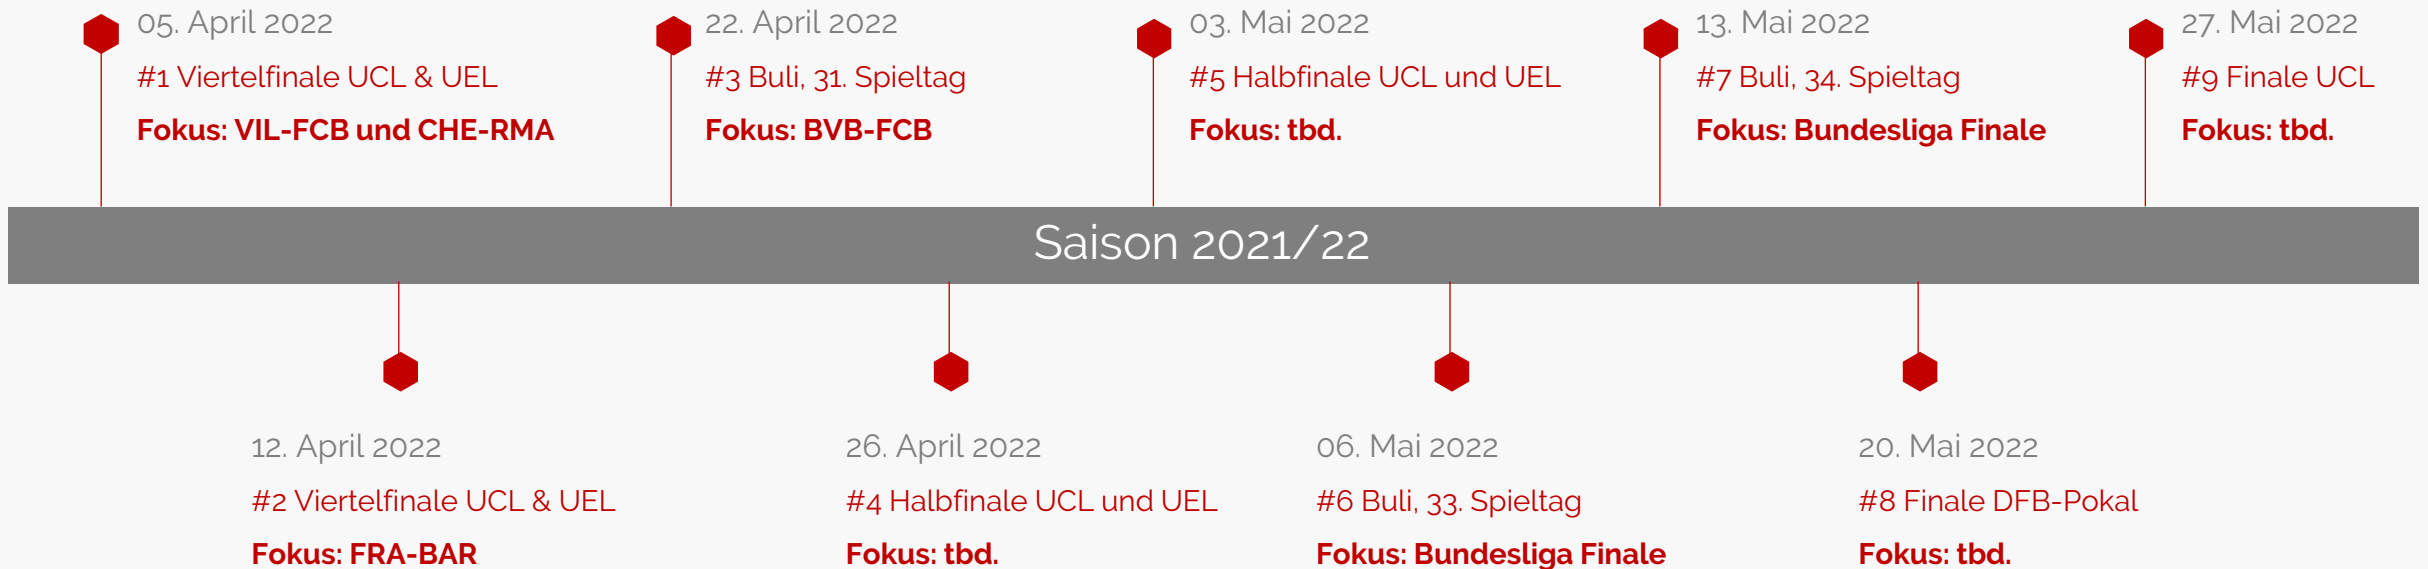 05. April 2022
#1 Viertelfinale UCL & UEL
Fokus: VIL-FCB und CHE-RMA
22. April 2022
#3 Buli, 31. Spieltag
Fokus: BVB-FCB
03. Mai 2022
#5 Halbfinale UCL und UEL
Fokus: tbd.
13. Mai 2022
#7 Buli, 34. Spieltag
Fokus: Bundesliga Finale
27. Mai 2022
#9 Finale UCL
Fokus: tbd.
Saison 2021/22
12. April 2022
#2 Viertelfinale UCL & UEL
Fokus: FRA-BAR
26. April 2022
#4 Halbfinale UCL und UEL
Fokus: tbd.
06. Mai 2022
#6 Buli, 33. Spieltag
Fokus: Bundesliga Finale
20. Mai 2022
#8 Finale DFB-Pokal
Fokus: tbd.